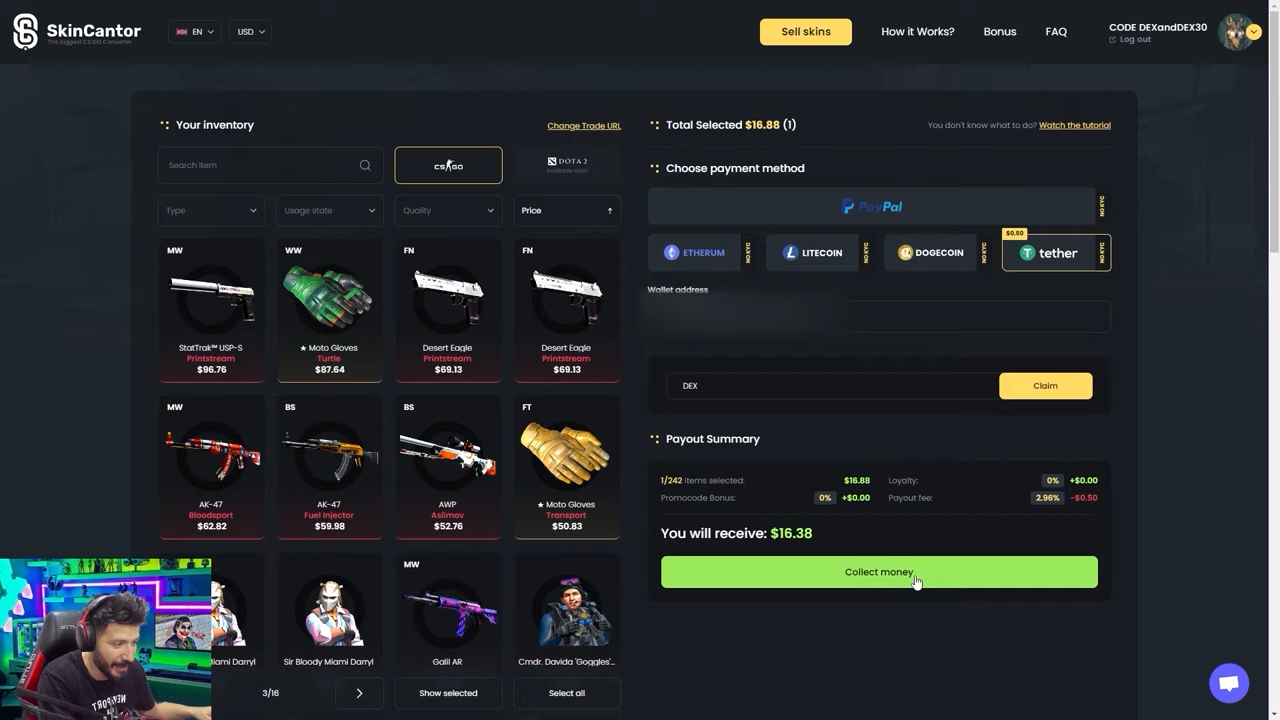 SkinCantor
The Biggest CS:GO Converter
EN
USD
Sell skins
How it Works?
Bonus
FAQ
CODE DEXandDEX30
Log out
Your inventory
Change Trade URL
Search item
CS GO
DOTA 2
Available soon
Type
Usage state
Quality
Price
MW
StatTrak™ USP-S
Printstream
$96.76
WW
★ Moto Gloves
Turtle
$87.64
FN
Desert Eagle
Printstream
$69.13
FN
Desert Eagle
Printstream
$69.13
MW
AK-47
Bloodsport
$62.82
BS
AK-47
Fuel Injector
$59.98
BS
AWP
Asiimov
$52.76
FT
★ Moto Gloves
Transport
$50.83
iami Darryl
Sir Bloody Miami Darryl
MW
Galil AR
Cmdr. Davida 'Goggles'...
3/16
Show selected
Select all
Total Selected $16.88 (1)
You don't know what to do? Watch the tutorial
Choose payment method
PayPal
NO KYC
ETHERUM
NO KYC
LITECOIN
NO KYC
DOGECOIN
NO KYC
$0.50
tether
NO KYC
Wallet address
DEX
Claim
Payout Summary
1/242 items selected: $16.88
Loyalty: 0% +$0.00
Promocode Bonus: 0% +$0.00
Payout fee: 2.96% -$0.50
You will receive: $16.38
Collect money